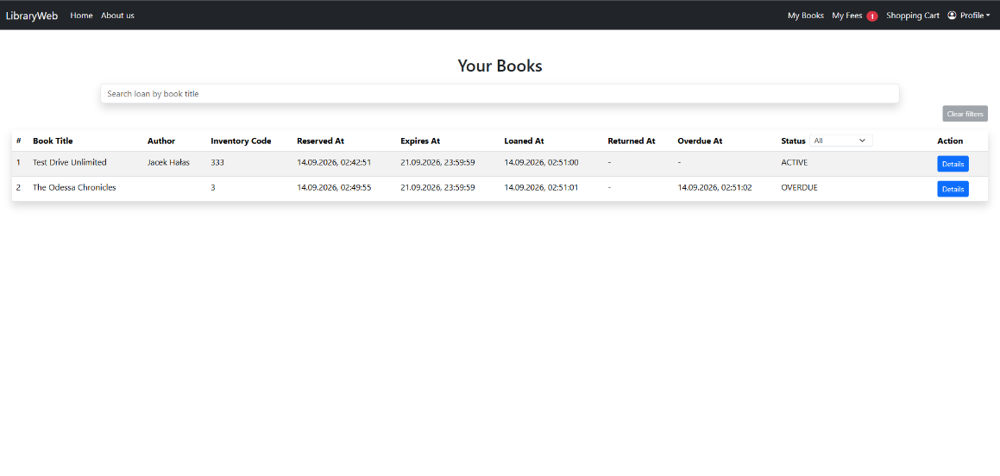 LibraryWeb Home About us My Books My Fees 1 Shopping Cart Profile
Your Books
Search loan by book title
Clear filters
# Book Title Author Inventory Code Reserved At Expires At Loaned At Returned At Overdue At Status All Action
1 Test Drive Unlimited Jacek Hałas 333 14.09.2026, 02:42:51 21.09.2026, 23:59:59 14.09.2026, 02:51:00 - - ACTIVE Details
2 The Odessa Chronicles 3 14.09.2026, 02:49:55 21.09.2026, 23:59:59 14.09.2026, 02:51:01 - 14.09.2026, 02:51:02 OVERDUE Details